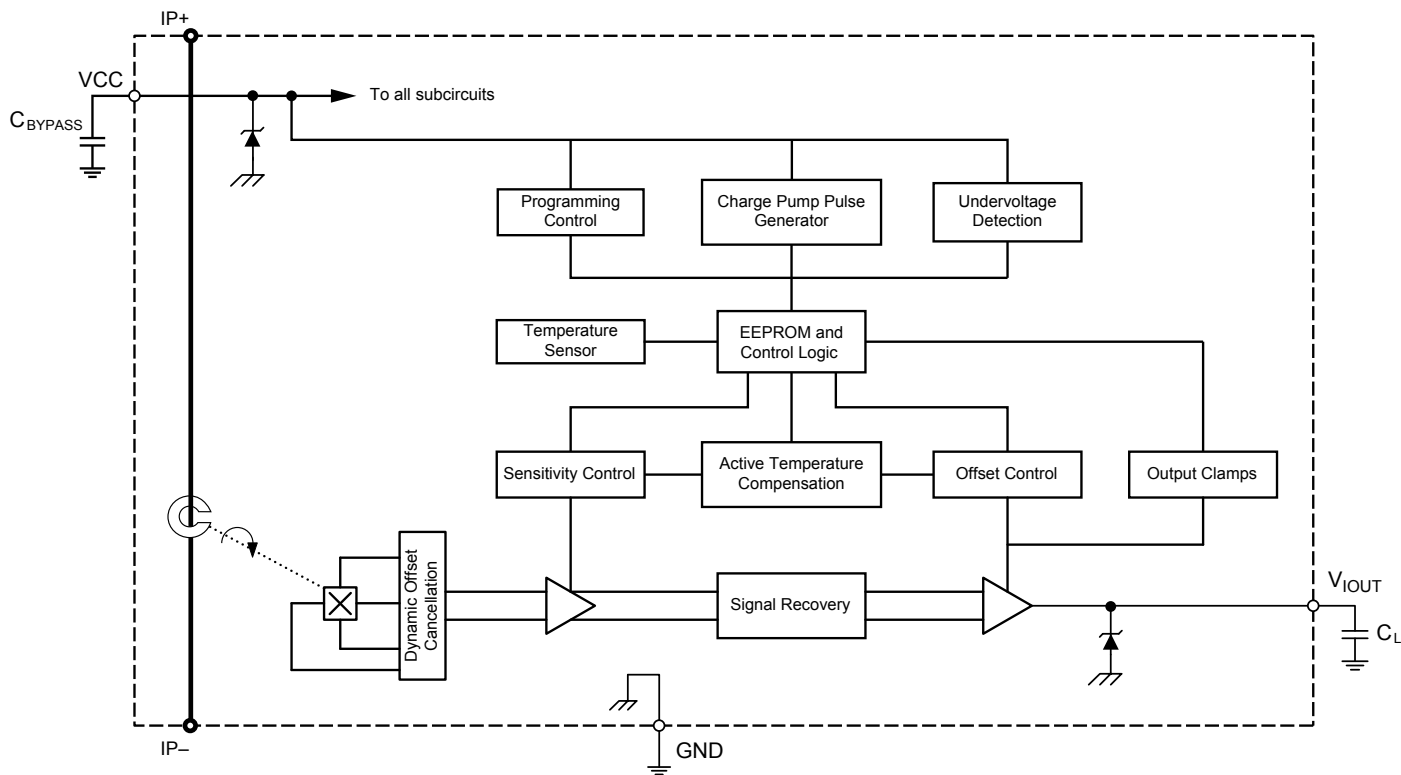 IP+
VCC
To all subcircuits
CBYPASS
Programming
Control
Charge Pump Pulse
Generator
Undervoltage
Detection
Temperature
Sensor
EEPROM and
Control Logic
Sensitivity Control
Active Temperature
Compensation
Offset Control
Output Clamps
Dynamic Offset
Cancellation
Signal Recovery
VIOUT
CL
IP–
GND